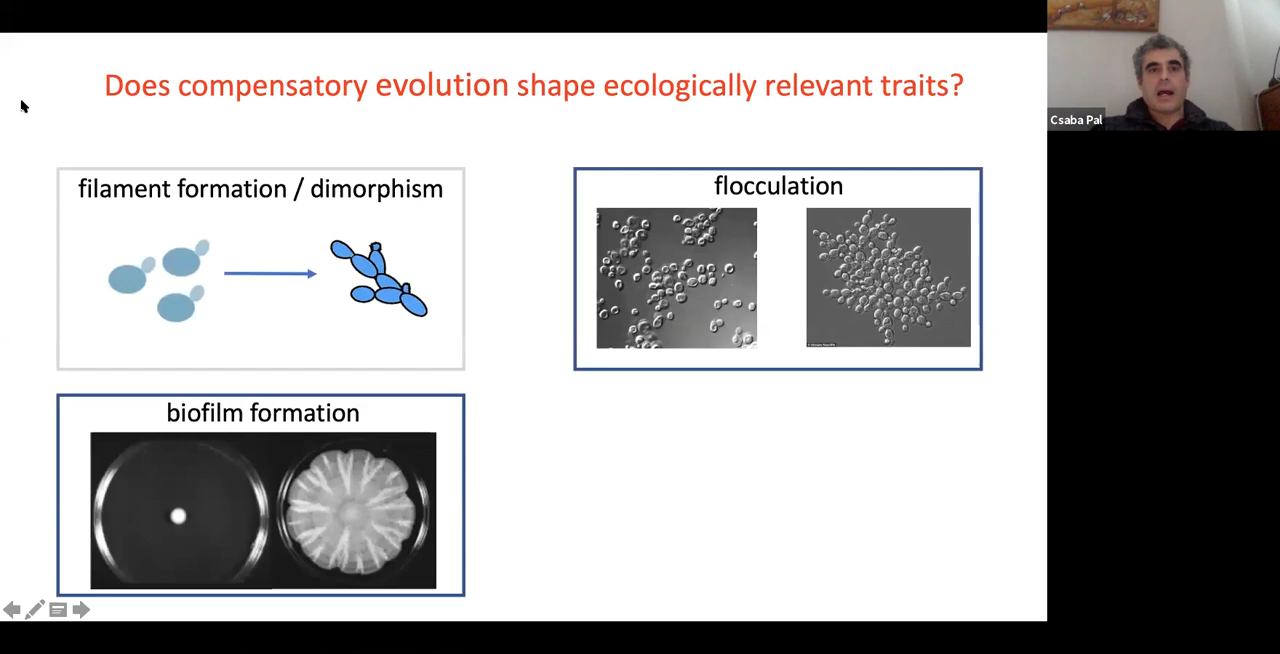 Does compensatory evolution shape ecologically relevant traits?
Csaba Pal
filament formation / dimorphism
flocculation
biofilm formation